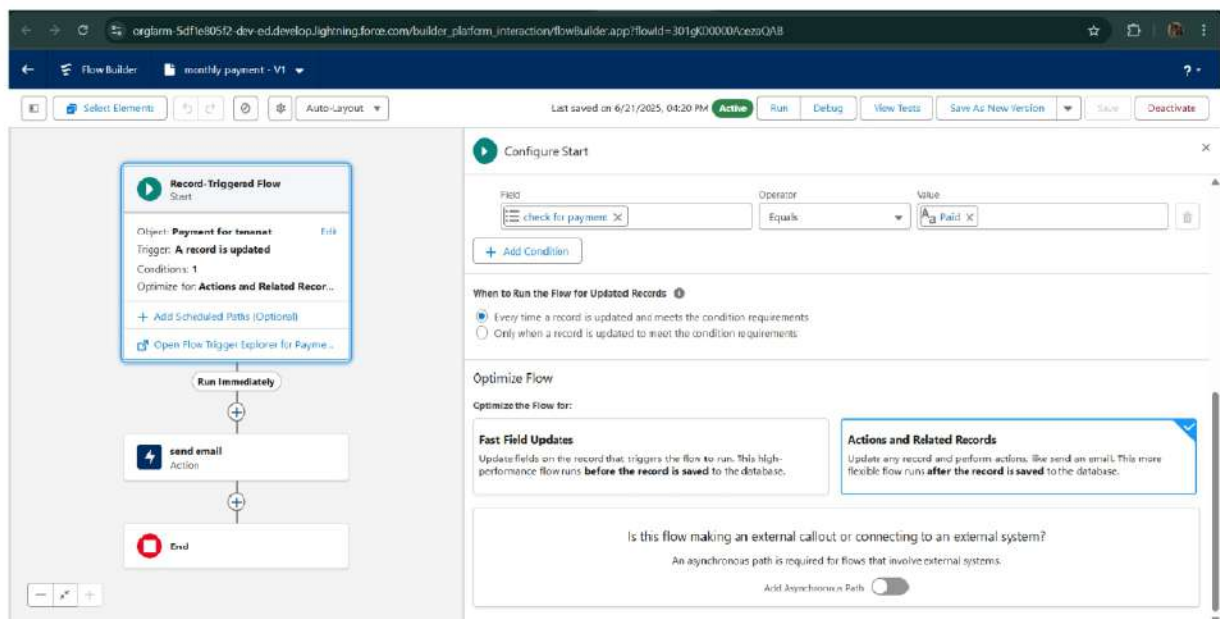 orgfarm-5df1e805f2-dev-ed.develop.lightning.force.com/builder_platform_interaction/flowBuilder.app?flowId=
Flow Builder monthly payment - V1 ?
Select Elements Auto-Layout Last saved on 6/21/2025, 04:20 PM Active Run Debug View Tests Save As New Version Save Deactivate
Record-Triggered Flow
Start
Object: Payment for tenanat Edit
Trigger: A record is updated
Conditions: 1
Optimize for: Actions and Related Recor...
+ Add Scheduled Paths (Optional)
Open Flow Trigger Explorer for Payme...
Run Immediately
send email
Action
End
Configure Start
Field Operator Value
check for payment Equals Aa Paid
+ Add Condition
When to Run the Flow for Updated Records
Every time a record is updated and meets the condition requirements
Only when a record is updated to meet the condition requirements
Optimize Flow
Optimize the Flow for:
Fast Field Updates
Update fields on the record that triggers the flow to run. This high-
performance flow runs before the record is saved to the database.
Actions and Related Records
Update any record and perform actions, like send an email. This more
flexible flow runs after the record is saved to the database.
Is this flow making an external callout or connecting to an external system?
An asynchronous path is required for flows that involve external systems.
Add Asynchronous Path